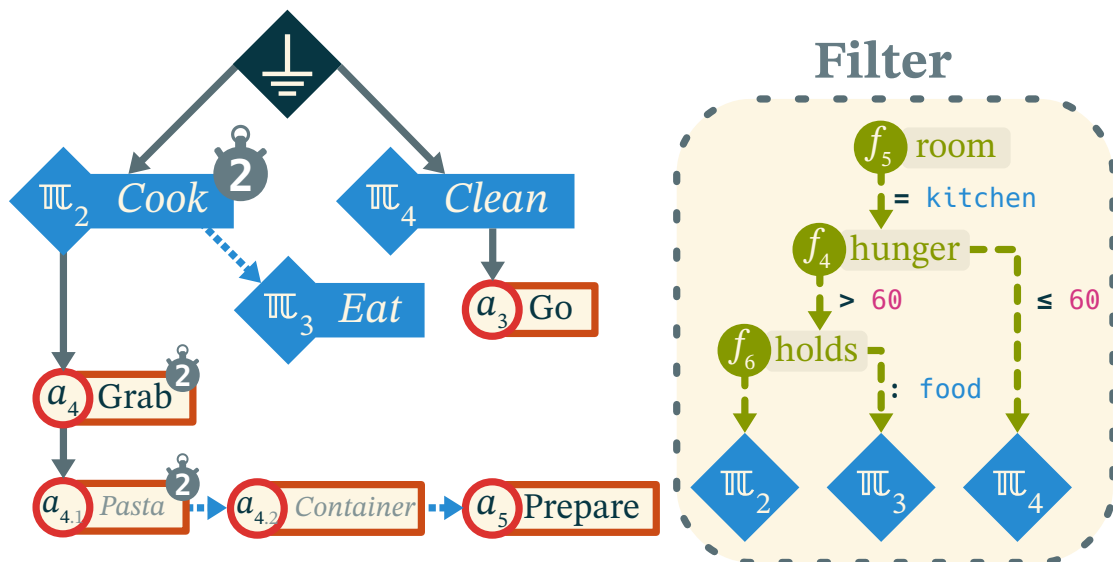 Filter
f5 room
= kitchen
2
π2 Cook
π4 Clean
f4 hunger
> 60
≤ 60
π3 Eat
a3 Go
f6 holds
: food
2
a4 Grab
2
a4.1 Pasta
a4.2 Container
a5 Prepare
π2
π3
π4